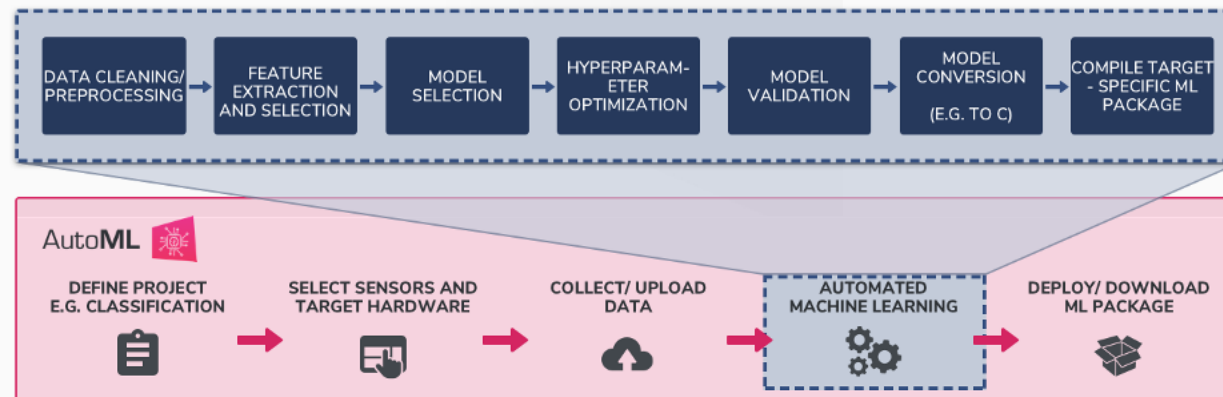 DATA CLEANING/
PREPROCESSING
FEATURE
EXTRACTION
AND SELECTION
MODEL
SELECTION
HYPERPARAM-
ETER
OPTIMIZATION
MODEL
VALIDATION
MODEL
CONVERSION
(E.G. TO C)
COMPILE TARGET
- SPECIFIC ML
PACKAGE
AutoML
DEFINE PROJECT
E.G. CLASSIFICATION
SELECT SENSORS AND
TARGET HARDWARE
COLLECT/ UPLOAD
DATA
AUTOMATED
MACHINE LEARNING
DEPLOY/ DOWNLOAD
ML PACKAGE